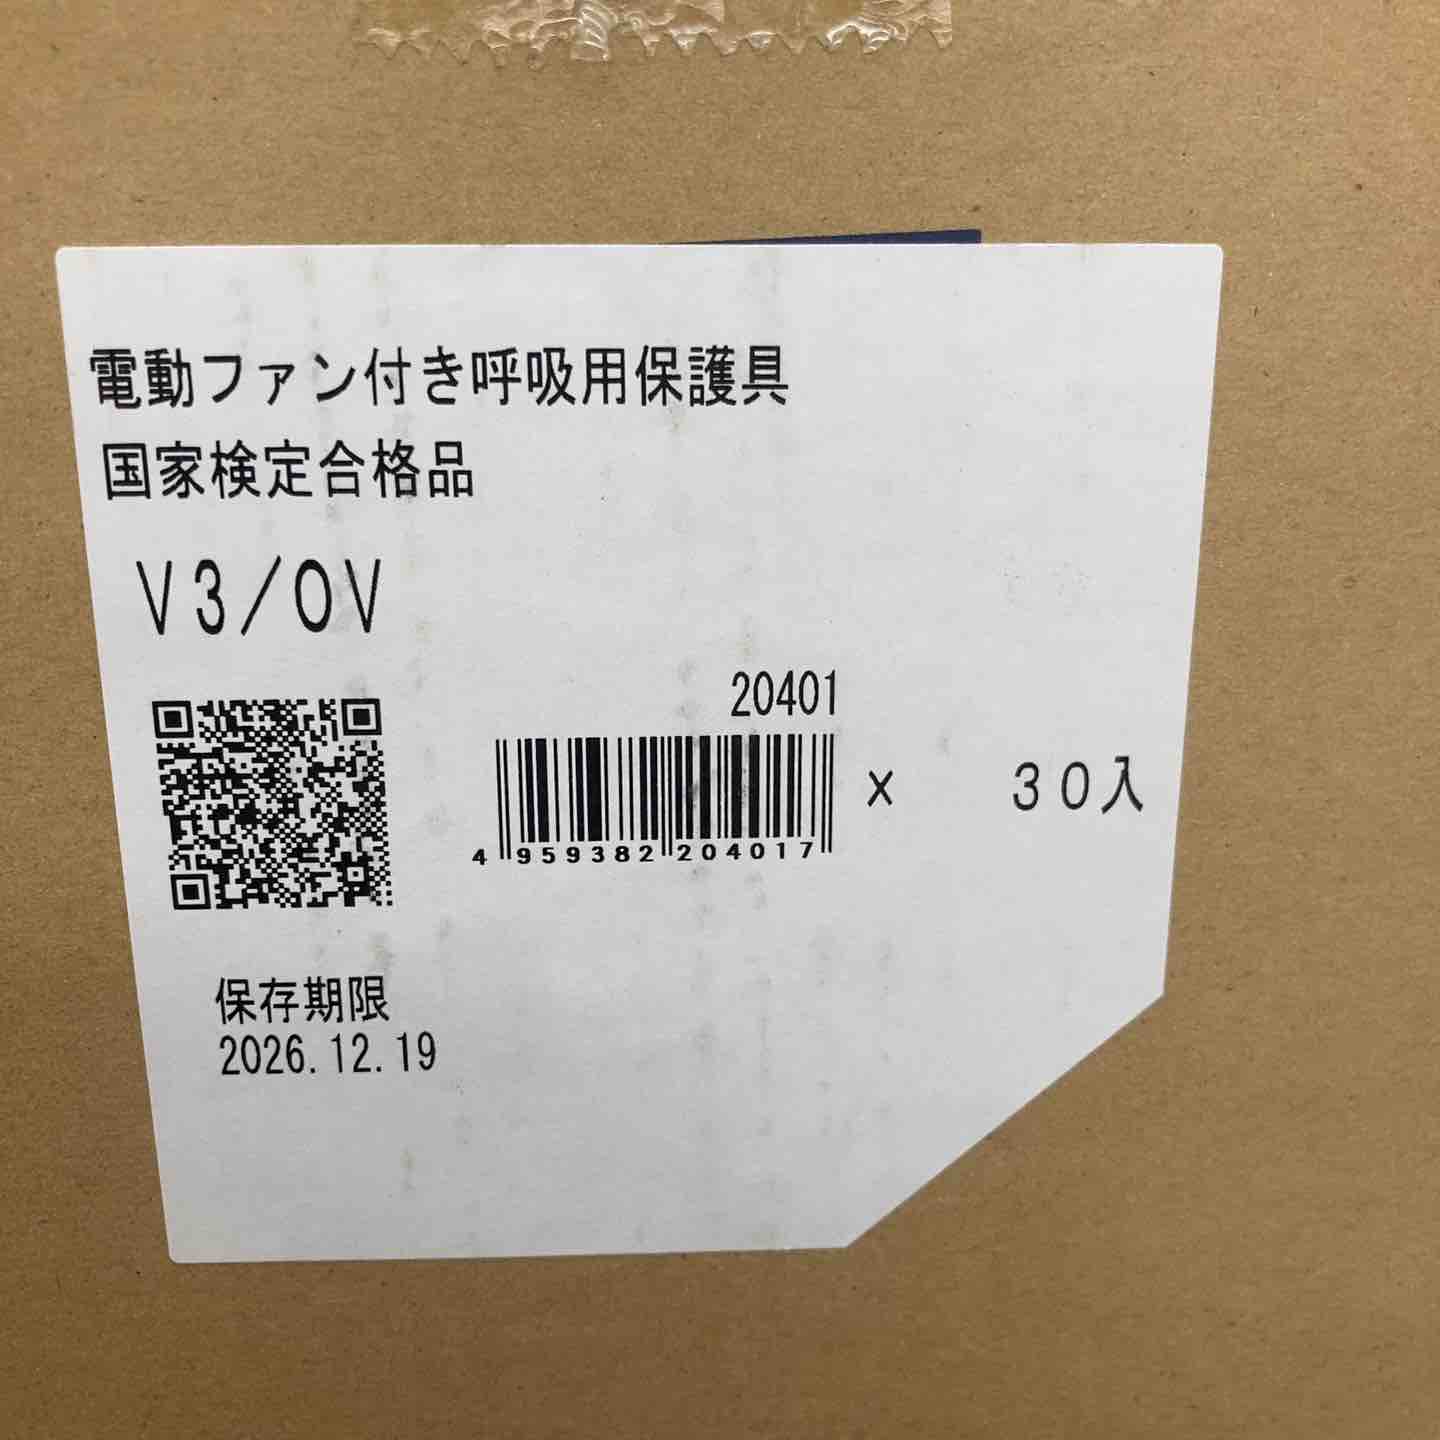 電動ファン付き呼吸用保護具
国家検定合格品
V3/OV
20401
4 959382 204017
× 30入
保存期限
2026.12.19